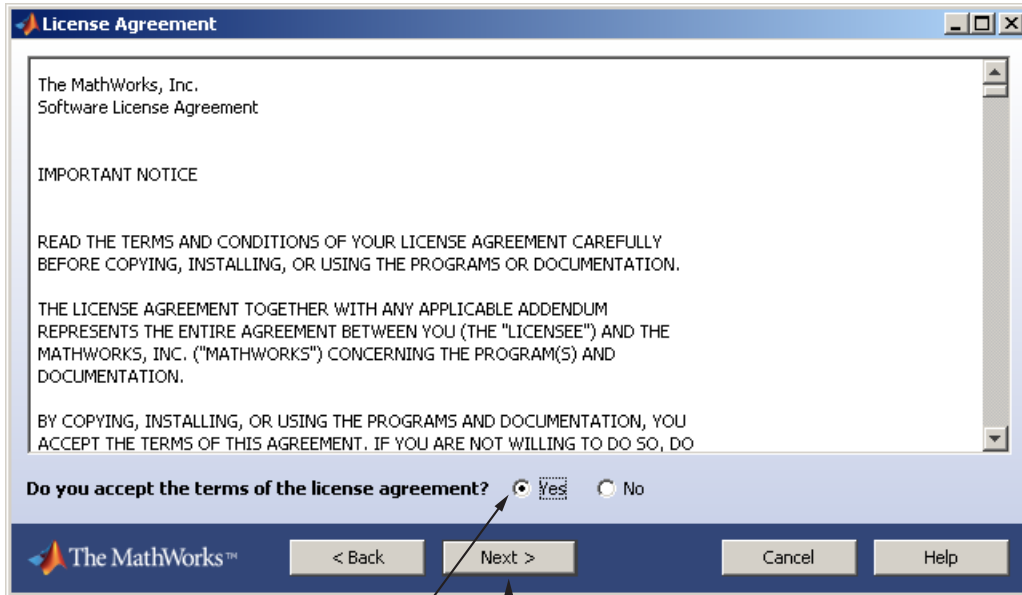 License Agreement
The MathWorks, Inc.
Software License Agreement
IMPORTANT NOTICE
READ THE TERMS AND CONDITIONS OF YOUR LICENSE AGREEMENT CAREFULLY
BEFORE COPYING, INSTALLING, OR USING THE PROGRAMS OR DOCUMENTATION.
THE LICENSE AGREEMENT TOGETHER WITH ANY APPLICABLE ADDENDUM
REPRESENTS THE ENTIRE AGREEMENT BETWEEN YOU (THE "LICENSEE") AND THE
MATHWORKS, INC. ("MATHWORKS") CONCERNING THE PROGRAM(S) AND
DOCUMENTATION.
BY COPYING, INSTALLING, OR USING THE PROGRAMS AND DOCUMENTATION, YOU
ACCEPT THE TERMS OF THIS AGREEMENT. IF YOU ARE NOT WILLING TO DO SO, DO
Do you accept the terms of the license agreement? Yes No
The MathWorks™ < Back Next > Cancel Help